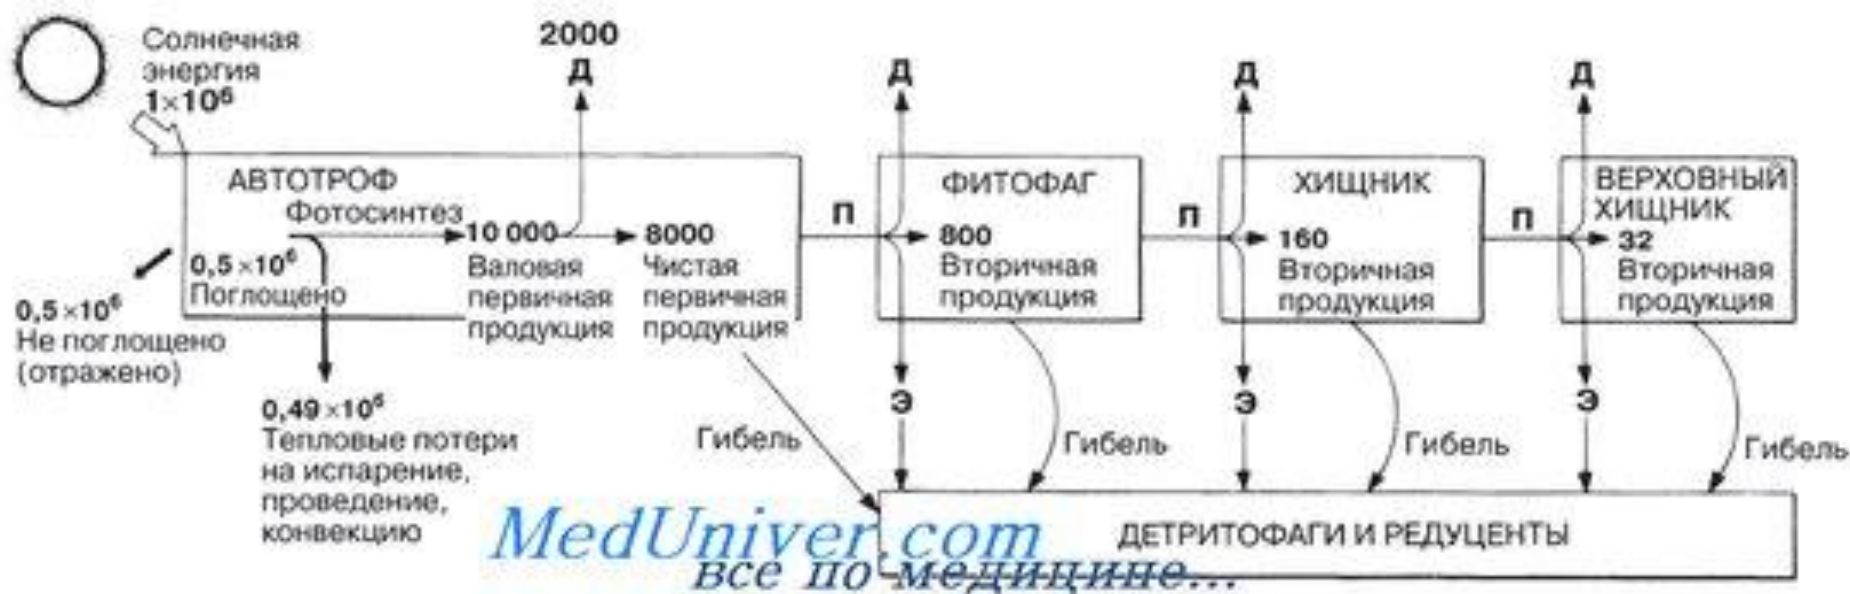 Солнечная
энергия
1×10⁶
2000
Д
Д
Д
Д
АВТОТРОФ
Фотосинтез
10 000
8000
0,5 ×10⁶
Поглощено
Валовая
первичная
продукция
Чистая
первичная
продукция
0,5 ×10⁶
Не поглощено
(отражено)
0,49 ×10⁶
Тепловые потери
на испарение,
проведение,
конвекцию
П
ФИТОФАГ
800
Вторичная
продукция
П
ХИЩНИК
160
Вторичная
продукция
П
ВЕРХОВНЫЙ
ХИЩНИК
32
Вторичная
продукция
Э
Э
Э
Гибель
Гибель
Гибель
Гибель
ДЕТРИТОФАГИ И РЕДУЦЕНТЫ
MedUniver.com
все по медицине...